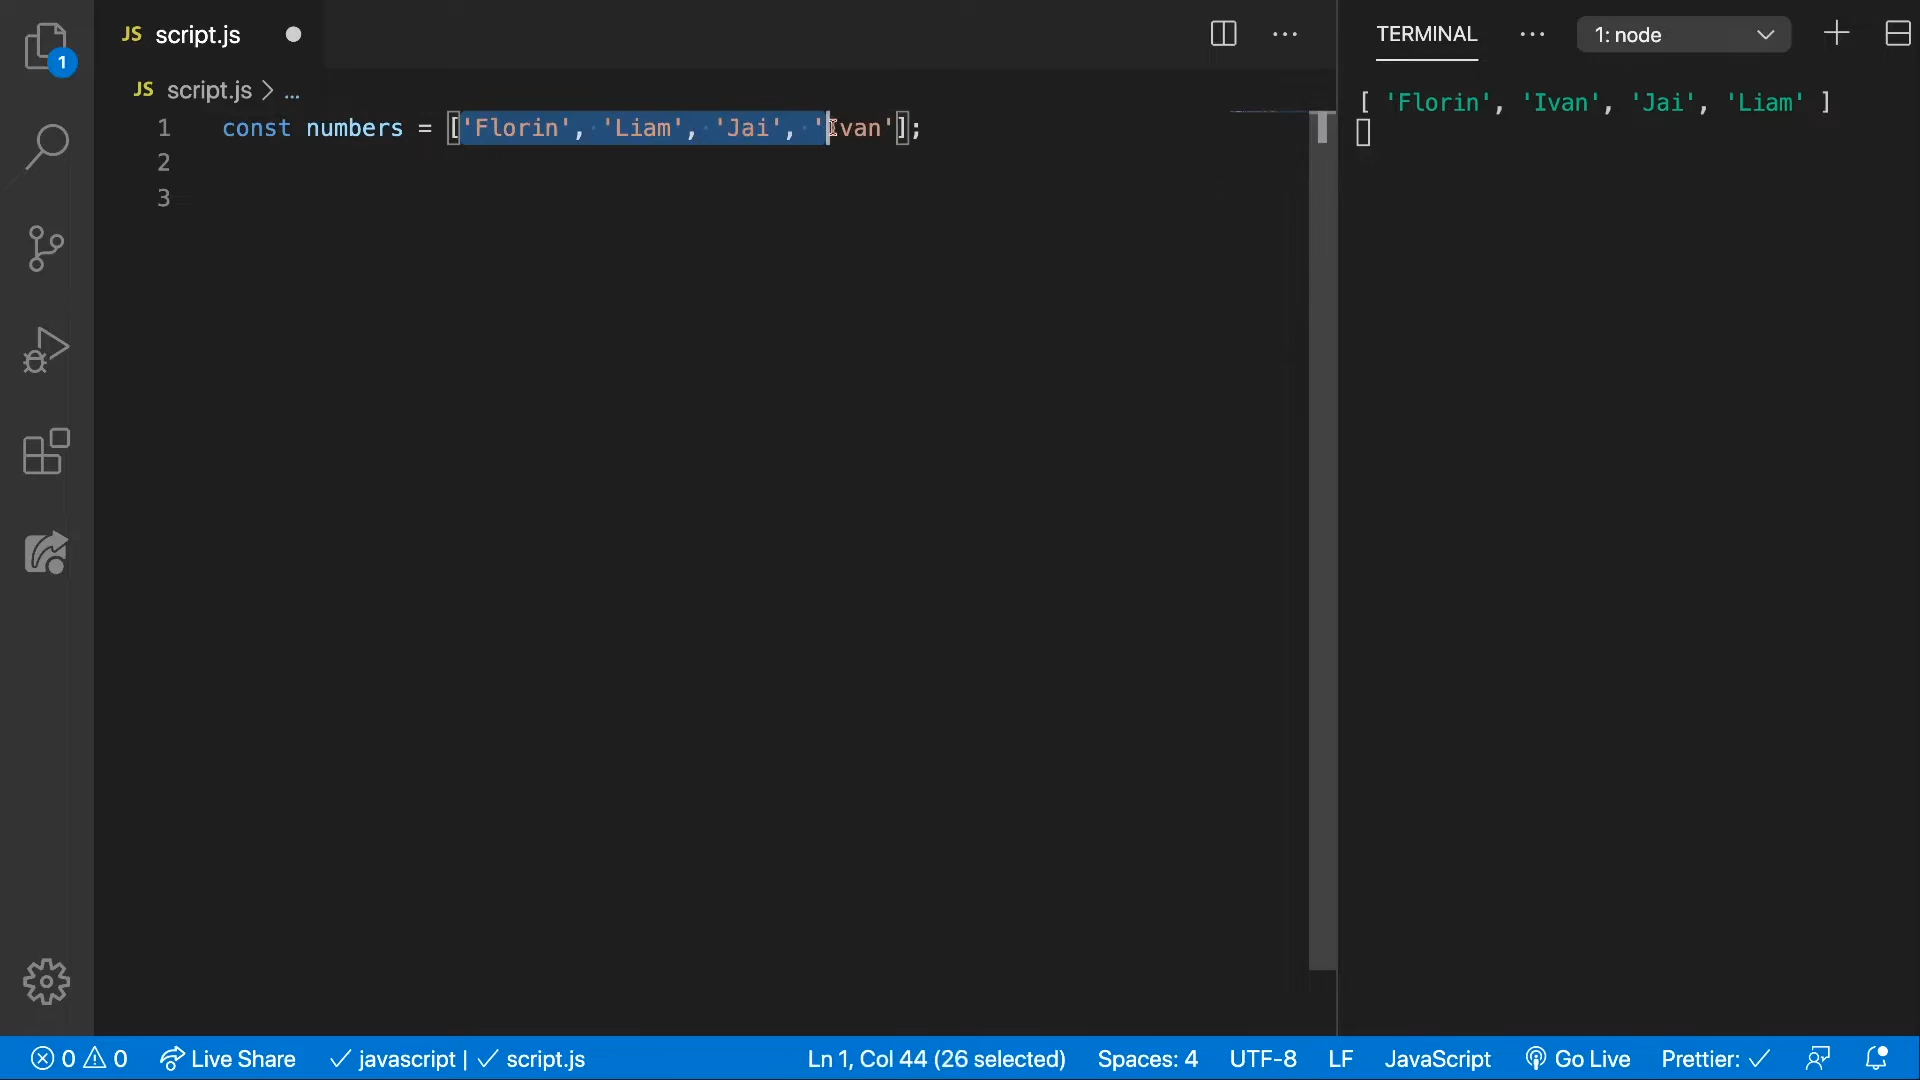 1
JS script.js
JS script.js > ...
1 const numbers = ['Florin', 'Liam', 'Jai', 'Ivan'];
2
3
TERMINAL ... 1: node
[ 'Florin', 'Ivan', 'Jai', 'Liam' ]
0 0 Live Share javascript | script.js Ln 1, Col 44 (26 selected) Spaces: 4 UTF-8 LF JavaScript Go Live Prettier: